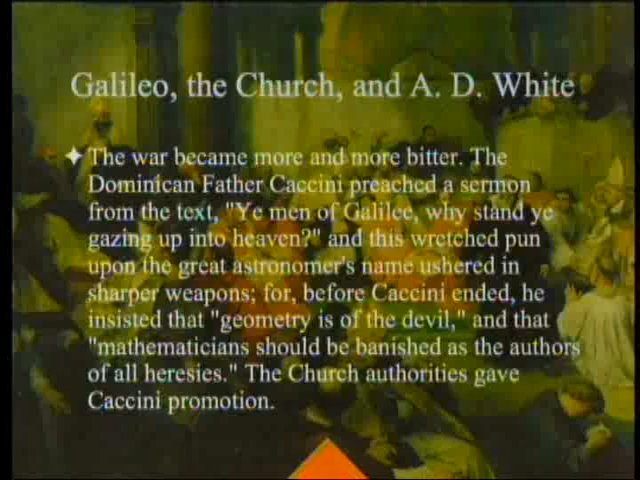 Galileo, the Church, and A. D. White
The war became more and more bitter. The
Dominican Father Caccini preached a sermon
from the text, "Ye men of Galilee, why stand ye
gazing up into heaven?" and this wretched pun
upon the great astronomer's name ushered in
sharper weapons; for, before Caccini ended, he
insisted that "geometry is of the devil," and that
"mathematicians should be banished as the authors
of all heresies." The Church authorities gave
Caccini promotion.